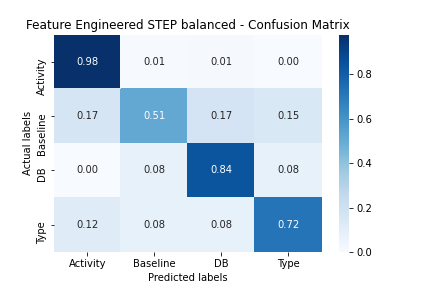 Feature Engineered STEP balanced - Confusion Matrix
Actual labels
Activity 0.98 0.01 0.01 0.00
Baseline 0.17 0.51 0.17 0.15
DB 0.00 0.08 0.84 0.08
Type 0.12 0.08 0.08 0.72
Activity Baseline DB Type
Predicted labels
0.8
0.6
0.4
0.2
0.0